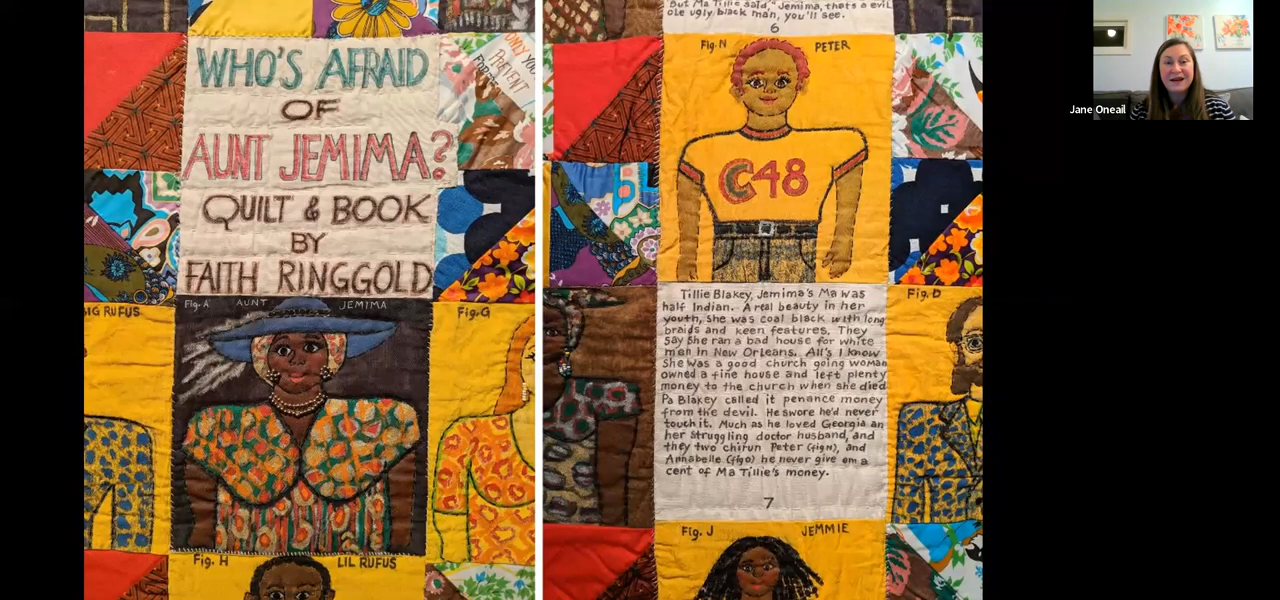 WHO'S AFRAID
OF
AUNT JEMIMA?
QUILT & BOOK
BY
FAITH RINGGOLD
ONLY YOU
PREVENT
BIG RUFUS
Fig. A AUNT JEMIMA
Fig. G
Fig. H LIL RUFUS
But Ma Tillie said, "Jemima, thats a evil
ole ugly black man, you'll see.
6
Fig. N PETER
C48
Tillie Blakey, Jemima's Ma was
half Indian. A real beauty in her
youth, she was coal black with long
braids and keen features. They
say she ran a bad house for white
men in New Orleans. All's I know
she was a good church going woman
owned a fine house and left plenty
money to the church when she died
Pa Blakey called it penance money
from the devil. He swore he'd never
touch it. Much as he loved Georgia an
her struggling doctor husband, and
they two chirun Peter (fig N), and
Annabelle (figo) he never give em a
cent of Ma Tillie's money.
7
Fig. D
Fig. J JEMMIE
Jane Oneail